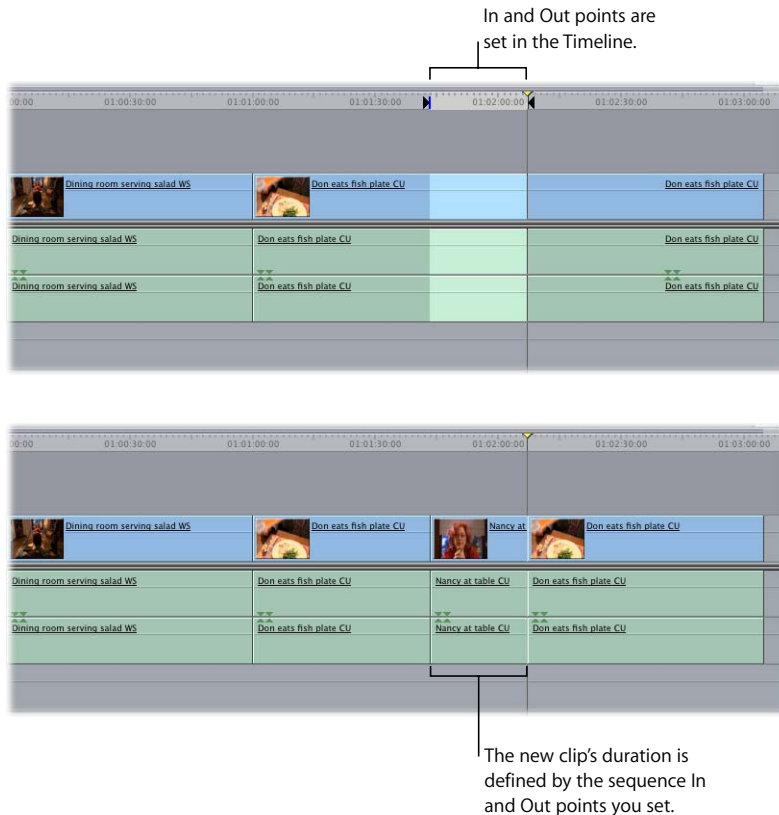 In and Out points are
set in the Timeline.
00:00 01:00:30:00 01:01:00:00 01:01:30:00 01:02:00:00 01:02:30:00 01:03:00:00
Dining room serving salad WS Don eats fish plate CU Don eats fish plate CU
Dining room serving salad WS Don eats fish plate CU Don eats fish plate CU
Dining room serving salad WS Don eats fish plate CU Don eats fish plate CU
00:00 01:00:30:00 01:01:00:00 01:01:30:00 01:02:00:00 01:02:30:00 01:03:00:00
Dining room serving salad WS Don eats fish plate CU Nancy at Don eats fish plate CU
Dining room serving salad WS Don eats fish plate CU Nancy at table CU Don eats fish plate CU
Dining room serving salad WS Don eats fish plate CU Nancy at table CU Don eats fish plate CU
The new clip's duration is
defined by the sequence In
and Out points you set.